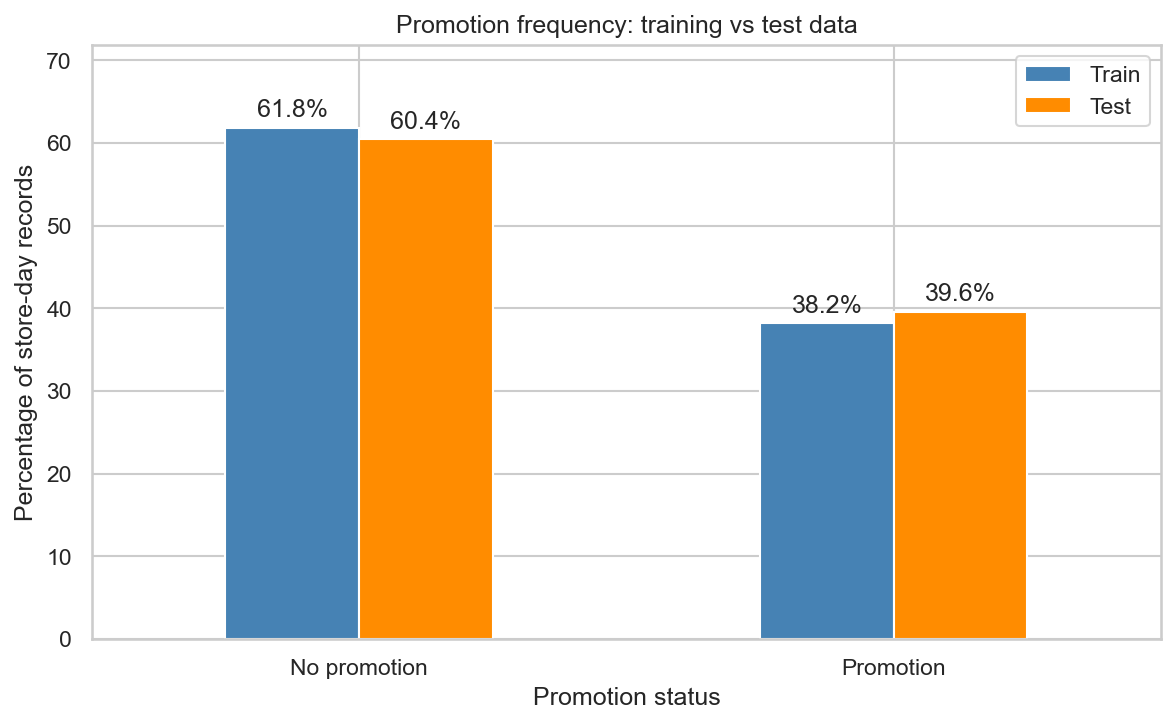 Promotion frequency: training vs test data
70
60
50
40
30
20
10
0
Percentage of store-day records
61.8%
60.4%
38.2%
39.6%
Train
Test
No promotion
Promotion
Promotion status